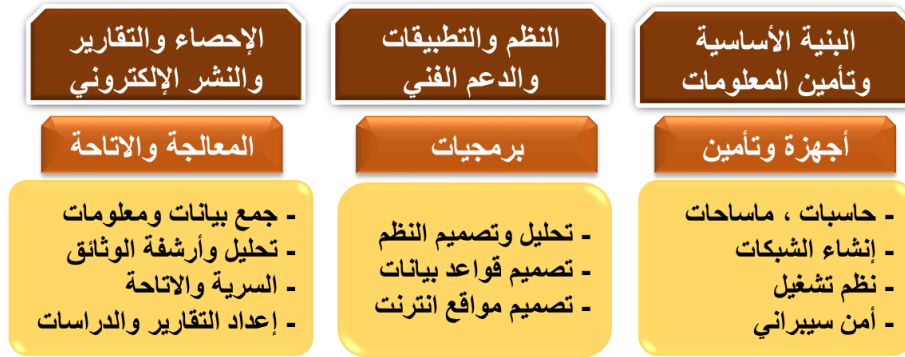 البنية الأساسية
وتأمين المعلومات
أجهزة وتأمين
- حاسبات ، ماساحات
- إنشاء الشبكات
- نظم تشغيل
- أمن سيبراني
النظم والتطبيقات
والدعم الفني
برمجيات
- تحليل وتصميم النظم
- تصميم قواعد بيانات
- تصميم مواقع انترنت
الإحصاء والتقارير
والنشر الإلكتروني
المعالجة والاتاحة
- جمع بيانات ومعلومات
- تحليل وأرشفة الوثائق
- السرية والاتاحة
- إعداد التقارير والدراسات